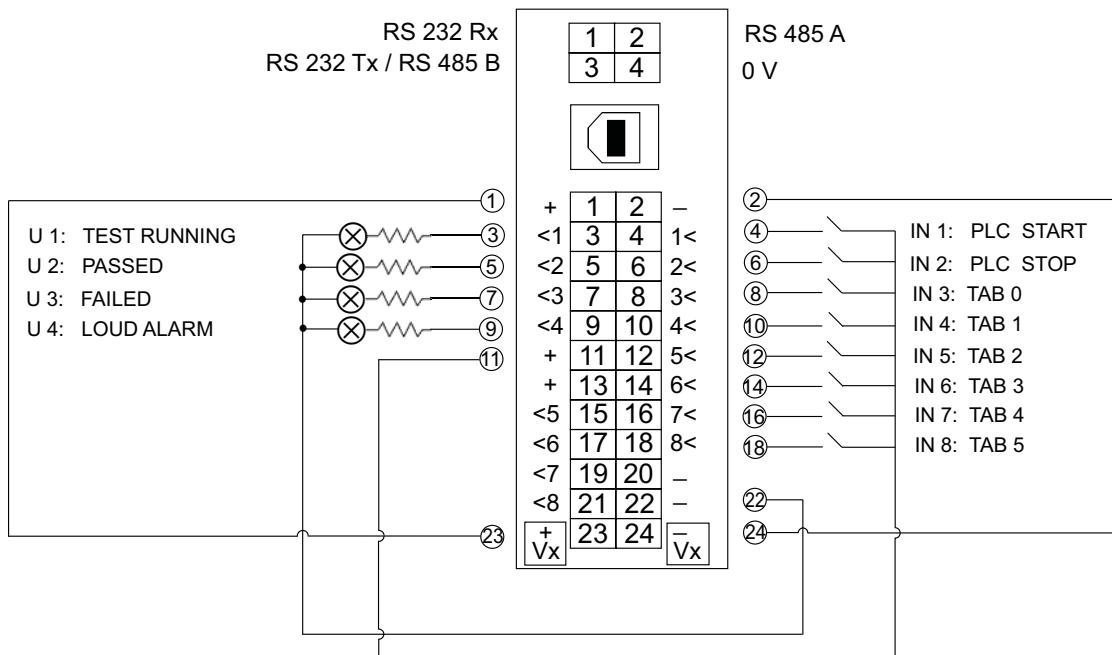 RS 232 Rx 1 2 RS 485 A
RS 232 Tx / RS 485 B 3 4 0 V
1 + 1 2 – 2
U 1: TEST RUNNING 3 <1 3 4 1< 4 IN 1: PLC START
U 2: PASSED 5 <2 5 6 2< 6 IN 2: PLC STOP
U 3: FAILED 7 <3 7 8 3< 8 IN 3: TAB 0
U 4: LOUD ALARM 9 <4 9 10 4< 10 IN 4: TAB 1
11 + 11 12 5< 12 IN 5: TAB 2
+ 13 14 6< 14 IN 6: TAB 3
<5 15 16 7< 16 IN 7: TAB 4
<6 17 18 8< 18 IN 8: TAB 5
<7 19 20 –
<8 21 22 – 22
23 + 23 24 – 24
Vx Vx